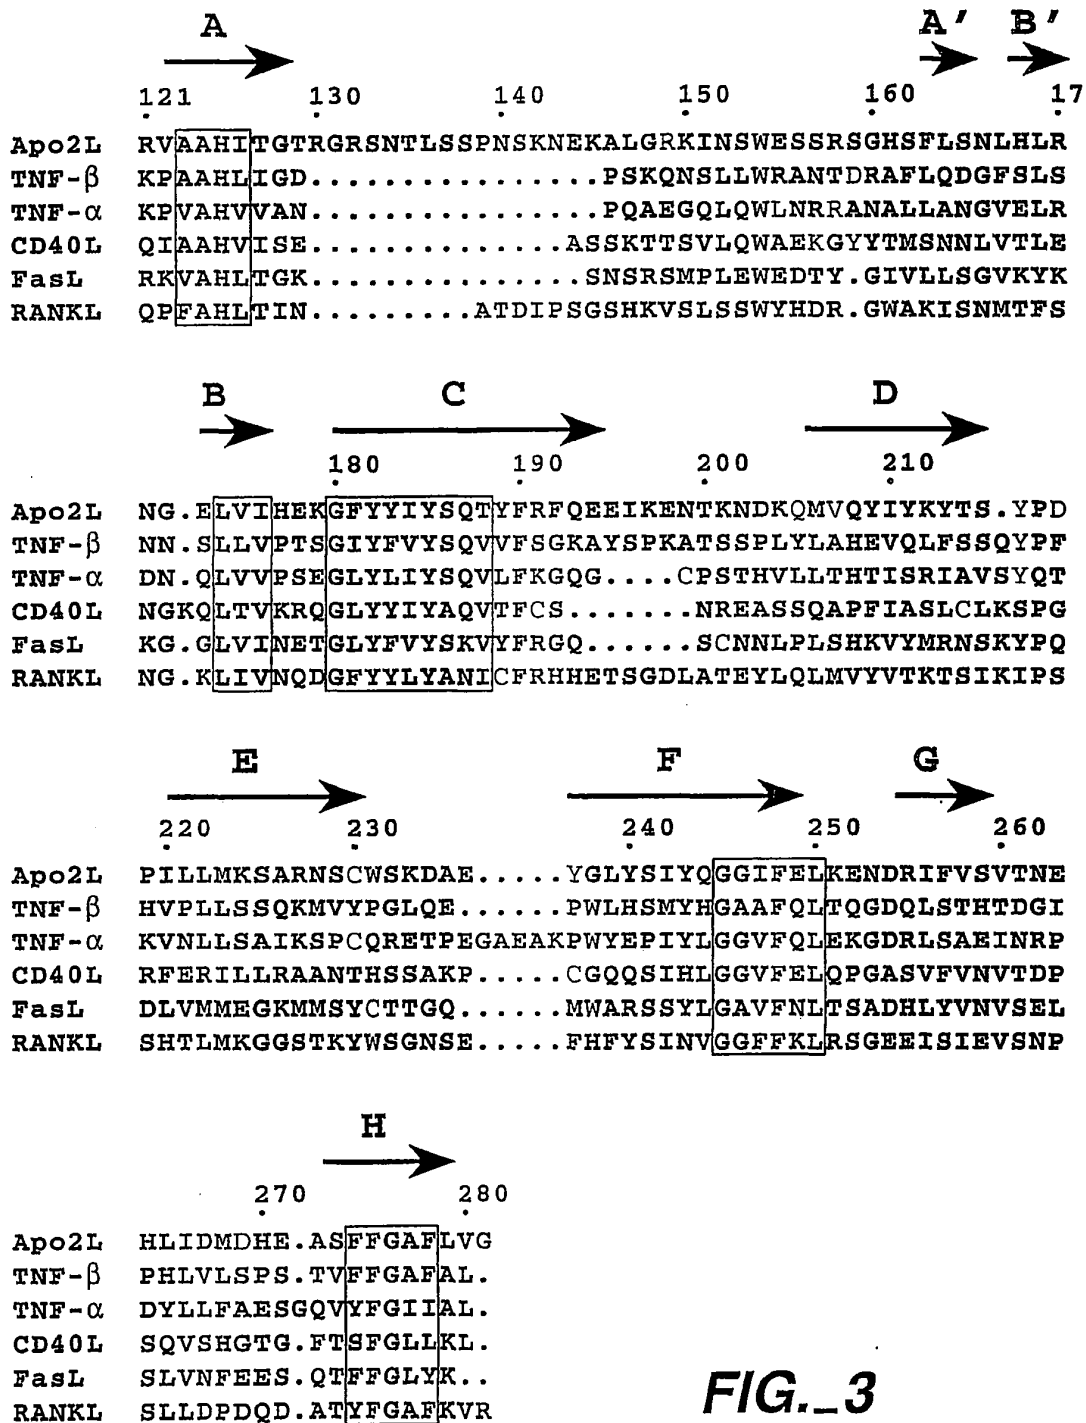 A A' B'
121 130 140 150 160 17
Apo2L RVAAHITGTRGRSNTLSSPNSKNEKALGRKINSWESSRSGHSFLSNLHLR
TNF-β KPAAHLIGD................PSKQNSLLWRANTDRAFLQDGFSLS
TNF-α KPVAHVVAN................PQAEGQLQWLNRRANALLANGVELR
CD40L QIAAHVISE..............ASSKTTSVLQWAEKGYYTMSNNLVTLE
FasL RKVAHLTGK...............SNSRSMPLEWEDTY.GIVLLSGVKYK
RANKL QPFAHLTIN.........ATDIPSGSHKVSLSSWYHDR.GWAKISNMTFS
B C D
180 190 200 210
Apo2L NG.ELVIHEKGFYYIYSQTYFRFQEEIKENTKNDKQMVQYIYKYTS.YPD
TNF-β NN.SLLVPTSGIYFVYSQVVFSGKAYSPKATSSPLYLAHEVQLFSSQYPF
TNF-α DN.QLVVPSEGLYLIYSQVLFKGQG....CPSTHVLLTHTISRIAVSYQT
CD40L NGKQLTVKRQGLYYIYAQVTFCS.......NREASSQAPFIASLCLKSPG
FasL KG.GLVINETGLYFVYSKVYFRGQ......SCNNLPLSHKVYMRNSKYPQ
RANKL NG.KLIVNQDGFYYLYANICFRHHETSGDLATEYLQLMVYVTKTSIKIPS
E F G
220 230 240 250 260
Apo2L PILLMKSARNSCWSKDAE.....YGLYSIYQGGIFELKENDRIFVSVTNE
TNF-β HVPLLSSQKMVYPGLQE......PWLHSMYHGAAFQLTQGDQLSTHTDGI
TNF-α KVNLLSAIKSPCQRETPEGAEAKPWYEPIYLGGVFQLEKGDRLSAEINRP
CD40L RFERILLRAANTHSSAKP.....CGQQSIHLGGVFELQPGASVFVNVTDP
FasL DLVMMEGKMMSYCTTGQ......MWARSSYLGAVFNLTSADHLYVNVSEL
RANKL SHTLMKGGSTKYWSGNSE.....FHFYSINVGGFFKLRSGEEISIEVSNP
H
270 280
Apo2L HLIDMDHE.ASFFGAFLVG
TNF-β PHLVLSPS.TVFFGAFAL.
TNF-α DYLLFAESGQVYFGIIAL.
CD40L SQVSHGTG.FTSFGLLKL.
FasL SLVNFEES.QTFFGLYK..
RANKL SLLDPDQD.ATYFGAFKVR
FIG._3